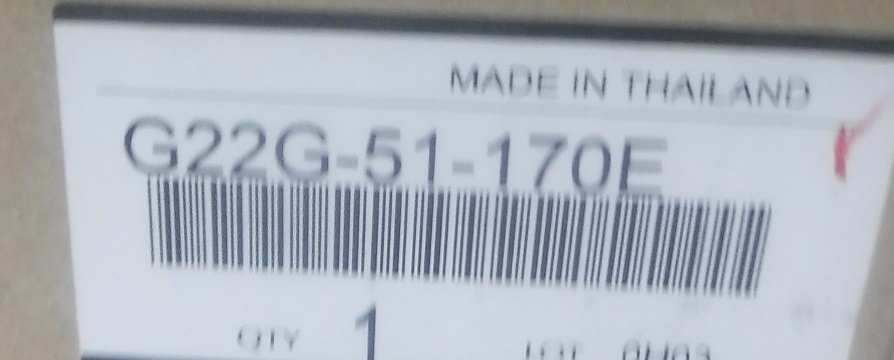 MADE IN THAILAND
G22G-51-170E
QTY 1